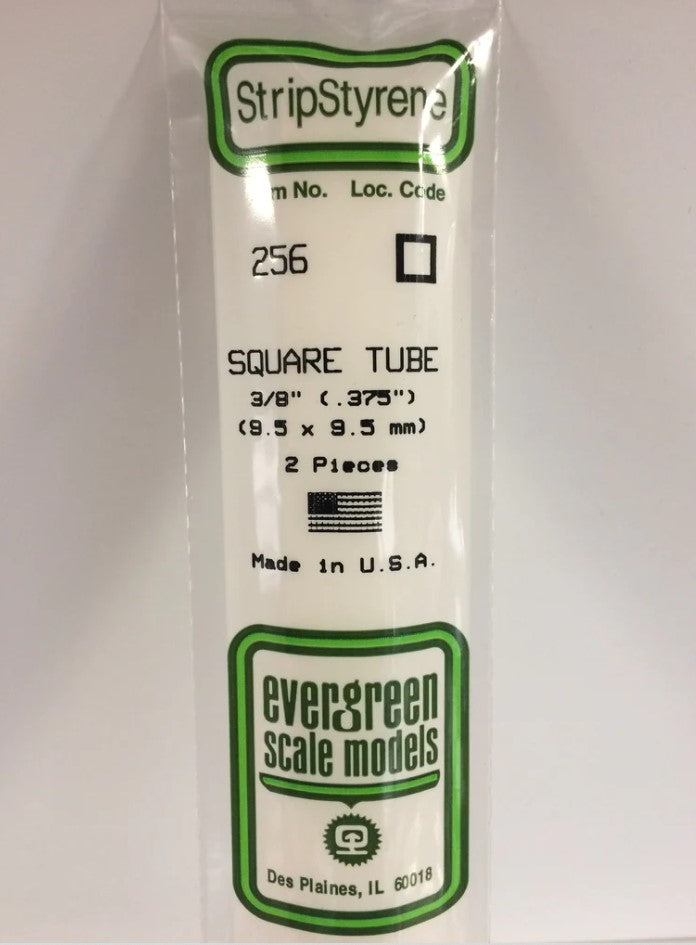 StripStyrene
No. Loc. Code
256
SQUARE TUBE
3/8" (.375")
(9.5 x 9.5 mm)
2 Pieces
Made in U.S.A.
evergreen
scale models
Des Plaines, IL 60018